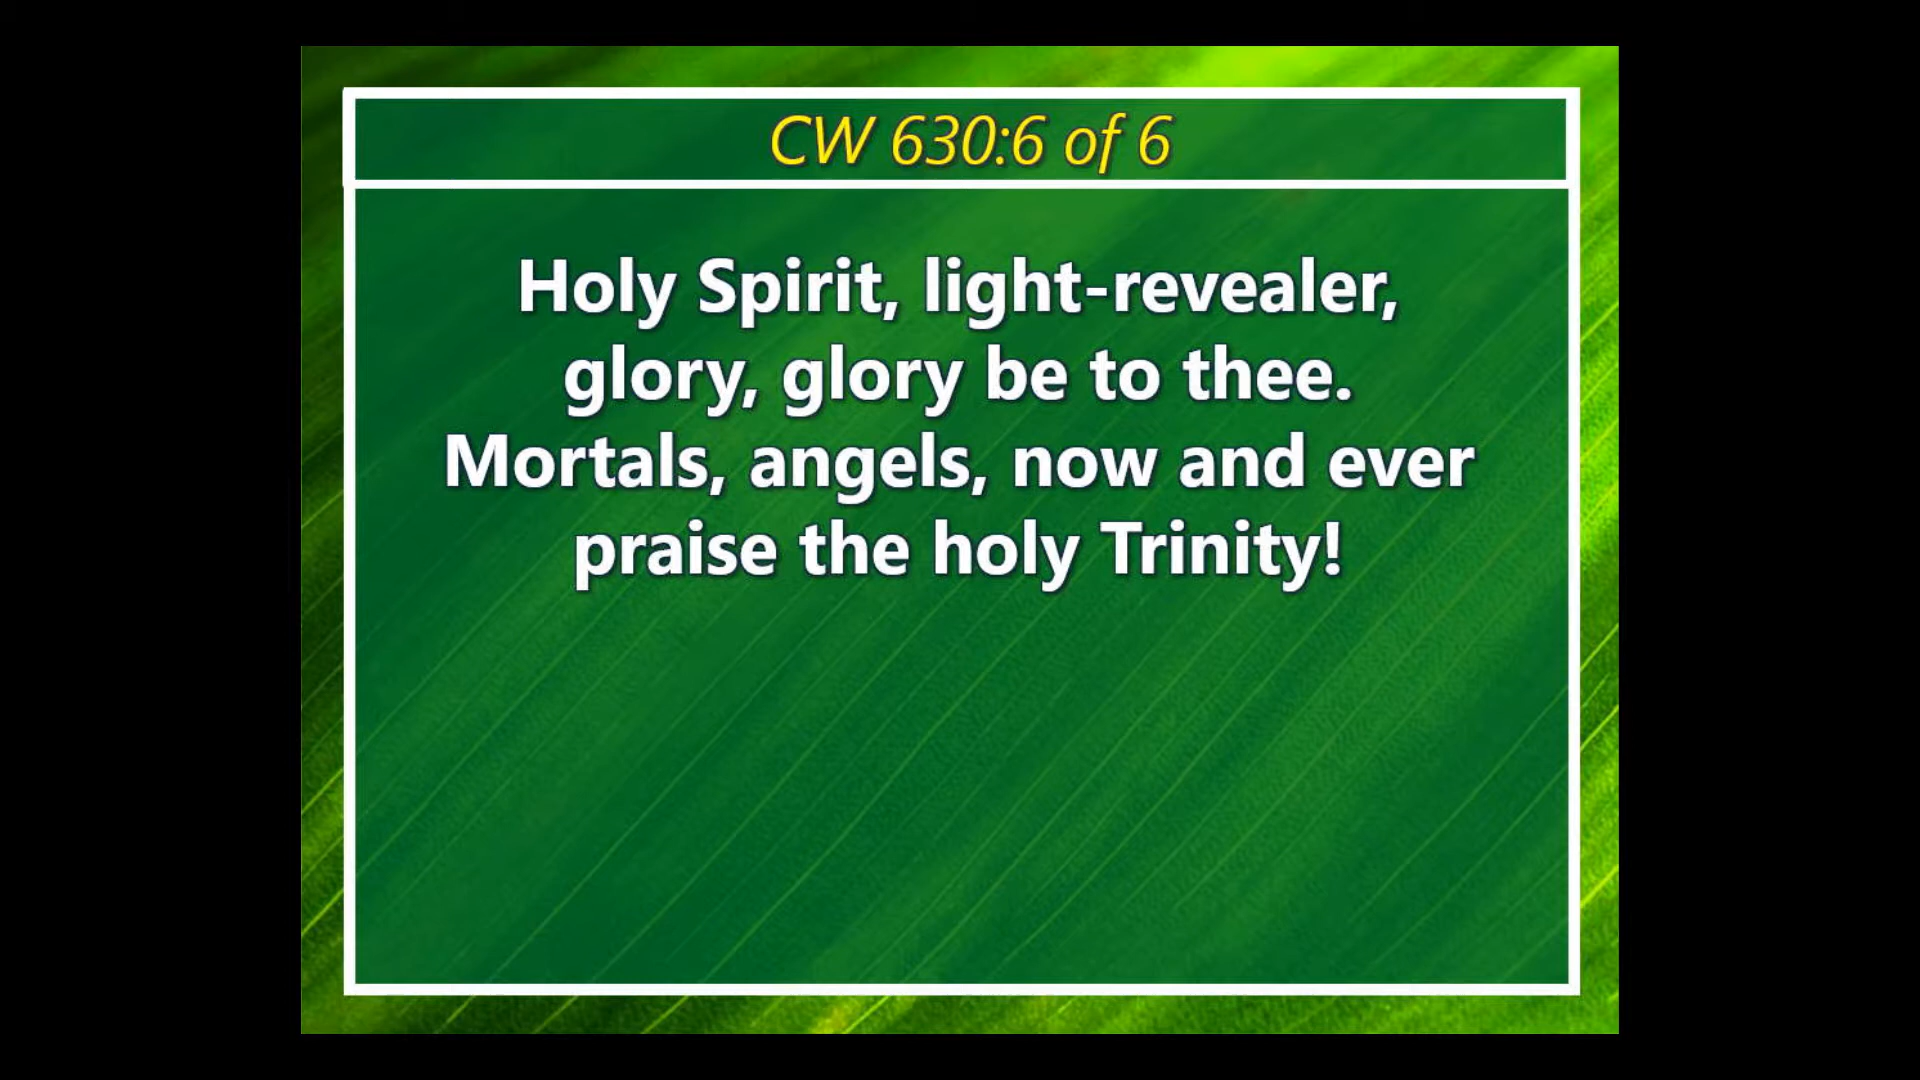 CW 630:6 of 6
Holy Spirit, light-revealer,
glory, glory be to thee.
Mortals, angels, now and ever
praise the holy Trinity!